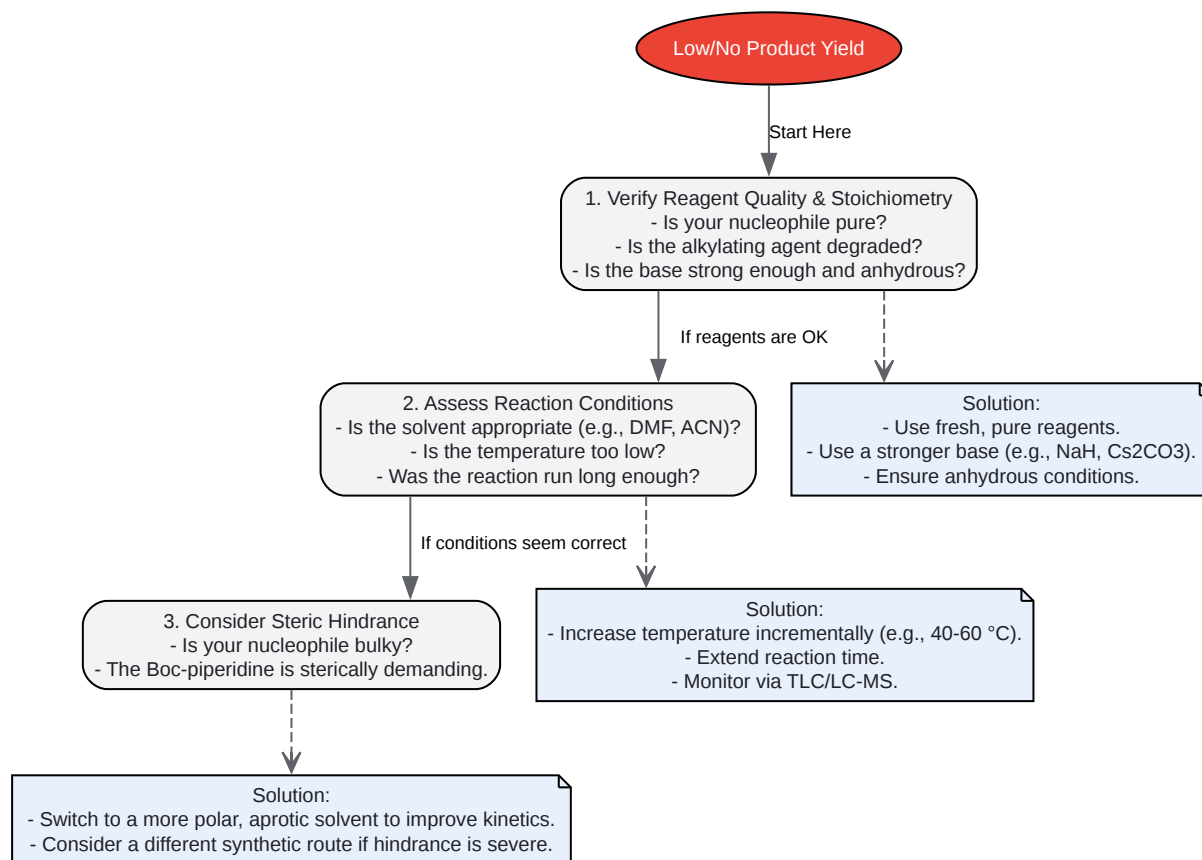 Low/No Product Yield
Start Here
1. Verify Reagent Quality & Stoichiometry
- Is your nucleophile pure?
- Is the alkylating agent degraded?
- Is the base strong enough and anhydrous?
If reagents are OK
2. Assess Reaction Conditions
- Is the solvent appropriate (e.g., DMF, ACN)?
- Is the temperature too low?
- Was the reaction run long enough?
Solution:
- Use fresh, pure reagents.
- Use a stronger base (e.g., NaH, Cs2CO3).
- Ensure anhydrous conditions.
If conditions seem correct
3. Consider Steric Hindrance
- Is your nucleophile bulky?
- The Boc-piperidine is sterically demanding.
Solution:
- Increase temperature incrementally (e.g., 40-60 °C).
- Extend reaction time.
- Monitor via TLC/LC-MS.
Solution:
- Switch to a more polar, aprotic solvent to improve kinetics.
- Consider a different synthetic route if hindrance is severe.